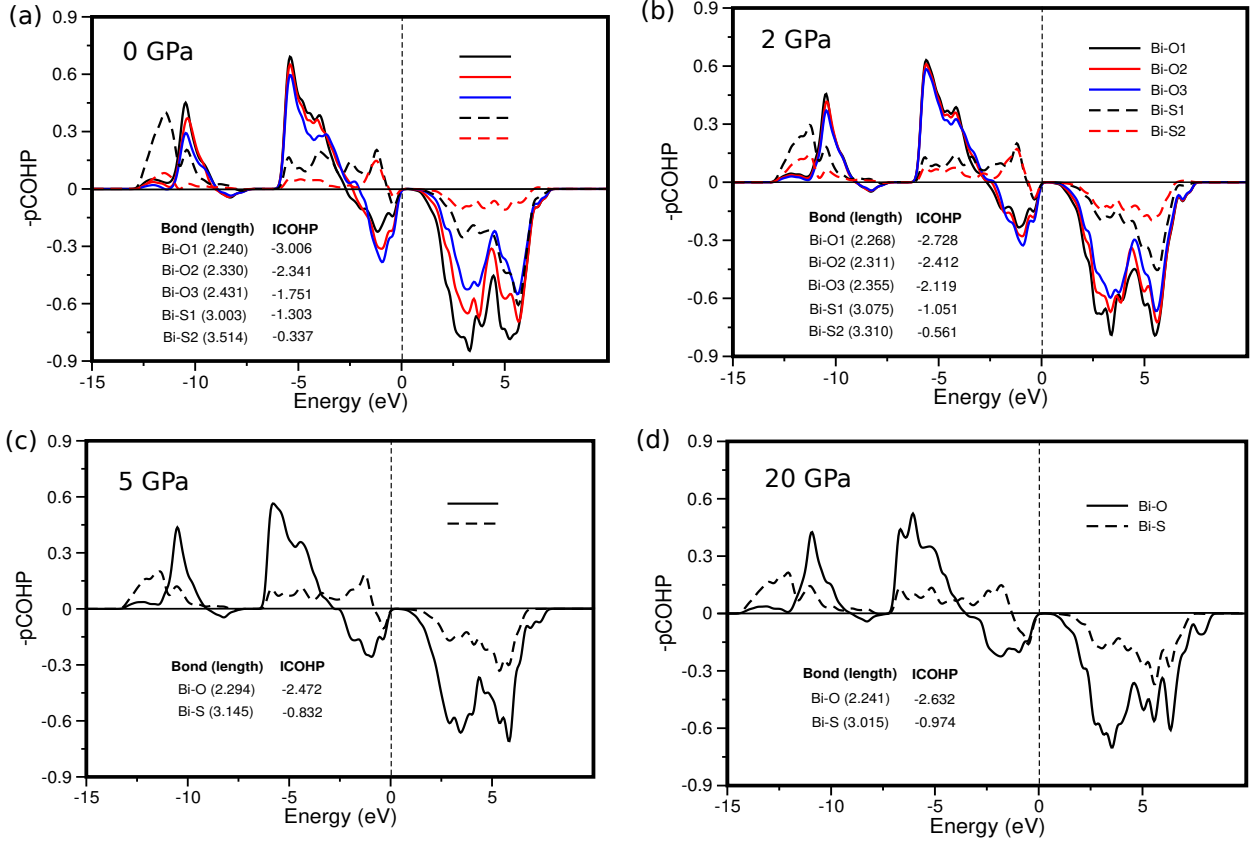 (a)
0.9
0.6
0.3
0
-0.3
-0.6
-0.9
-pCOHP
0 GPa
Bond (length) ICOHP
Bi-O1 (2.240) -3.006
Bi-O2 (2.330) -2.341
Bi-O3 (2.431) -1.751
Bi-S1 (3.003) -1.303
Bi-S2 (3.514) -0.337
-15 -10 -5 0 5
Energy (eV)
(b)
0.9
0.6
0.3
0
-0.3
-0.6
-0.9
-pCOHP
2 GPa
Bi-O1
Bi-O2
Bi-O3
Bi-S1
Bi-S2
Bond (length) ICOHP
Bi-O1 (2.268) -2.728
Bi-O2 (2.311) -2.412
Bi-O3 (2.355) -2.119
Bi-S1 (3.075) -1.051
Bi-S2 (3.310) -0.561
-15 -10 -5 0 5
Energy (eV)
(c)
0.9
0.6
0.3
0
-0.3
-0.6
-0.9
-pCOHP
5 GPa
Bond (length) ICOHP
Bi-O (2.294) -2.472
Bi-S (3.145) -0.832
-15 -10 -5 0 5
Energy (eV)
(d)
0.9
0.6
0.3
0
-0.3
-0.6
-0.9
-pCOHP
20 GPa
Bi-O
Bi-S
Bond (length) ICOHP
Bi-O (2.241) -2.632
Bi-S (3.015) -0.974
-15 -10 -5 0 5
Energy (eV)